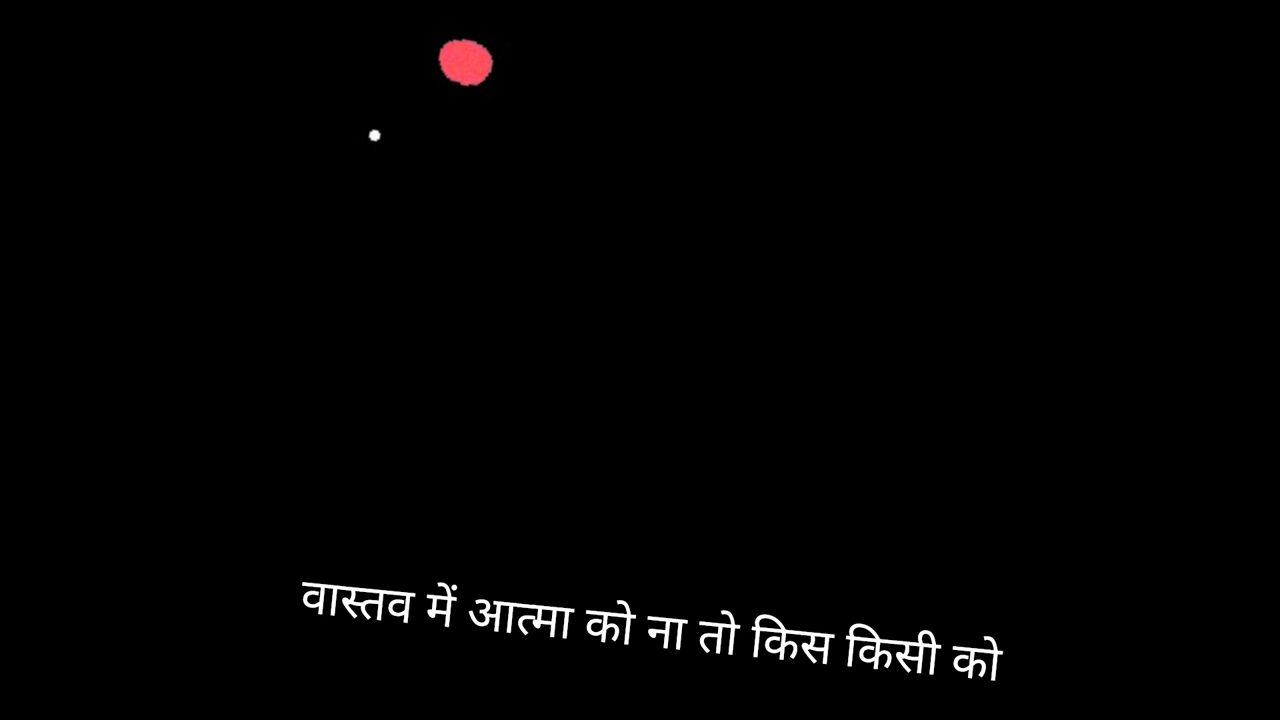 वास्तव में आत्मा को ना तो किस किसी को